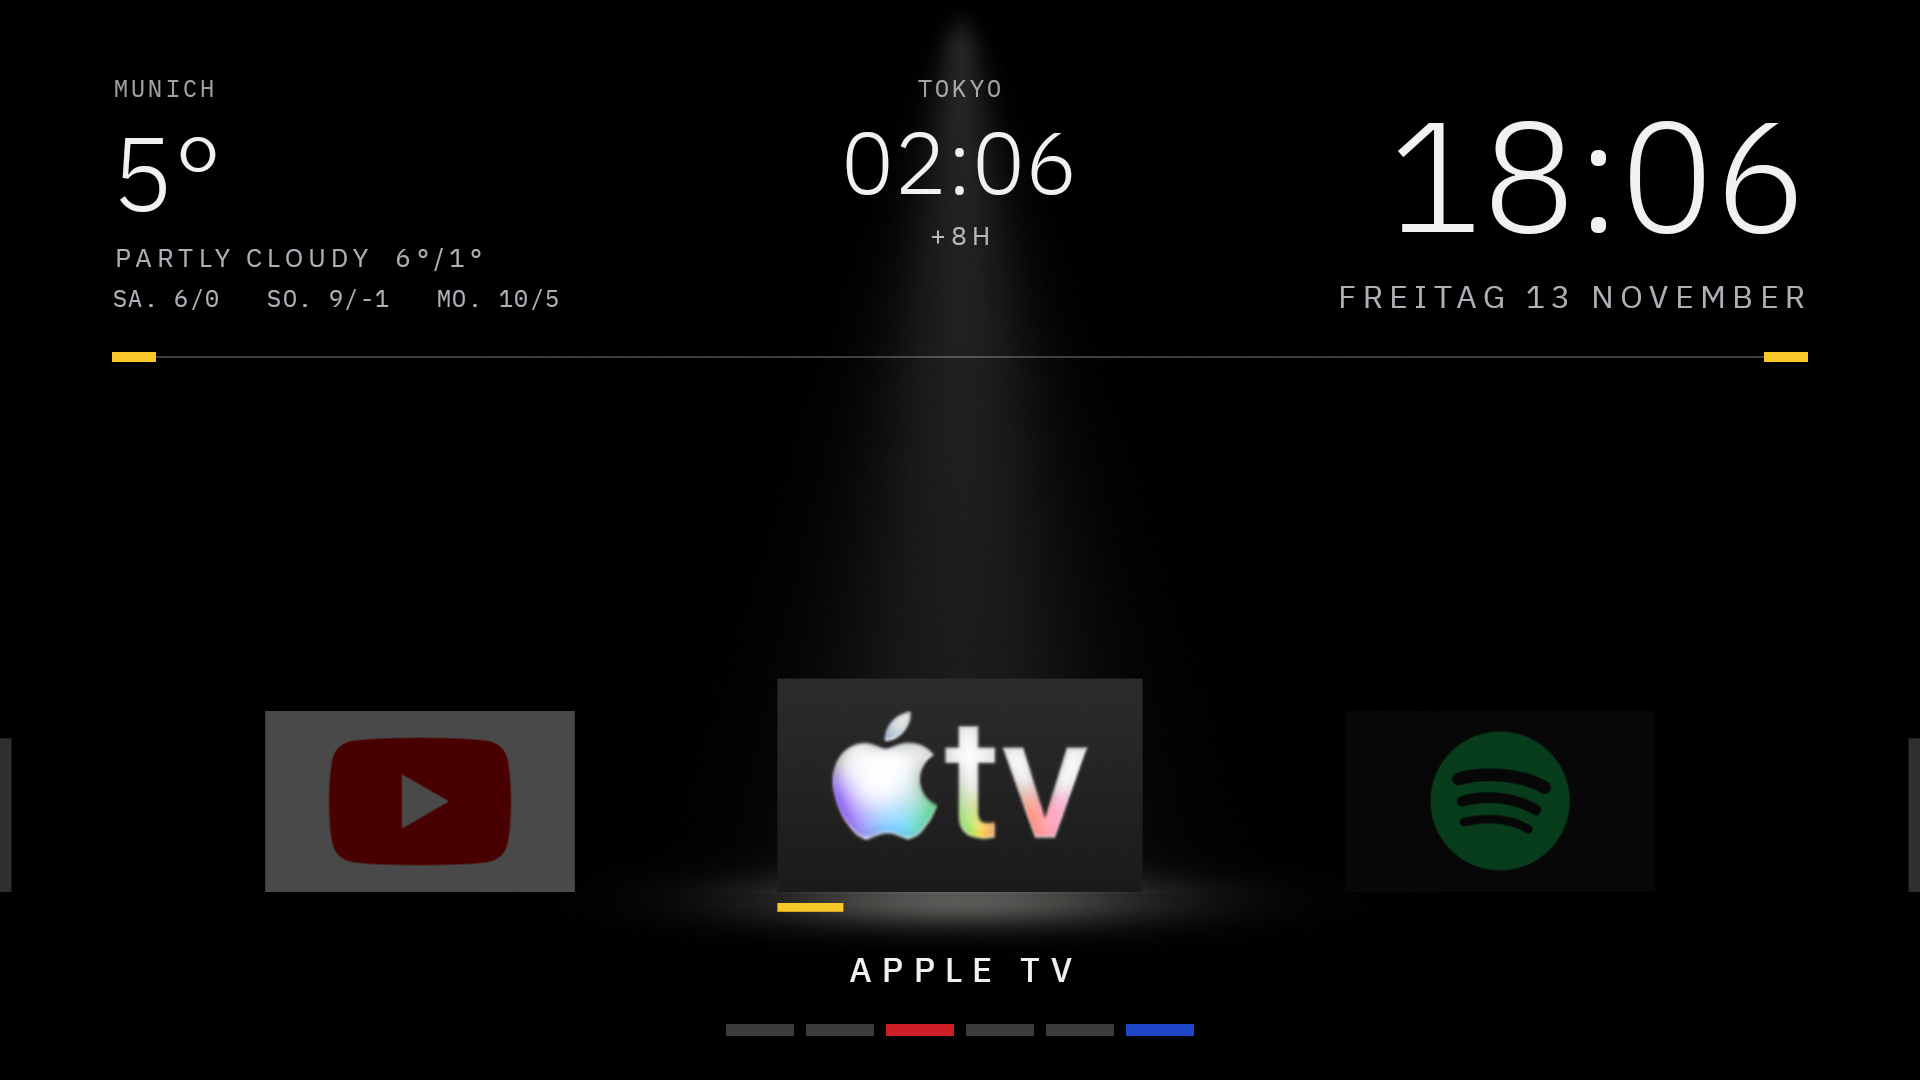 MUNICH
5°
PARTLY CLOUDY 6°/1°
SA. 6/0 SO. 9/-1 MO. 10/5
TOKYO
02:06
+8H
18:06
FREITAG 13 NOVEMBER
tv
APPLE TV